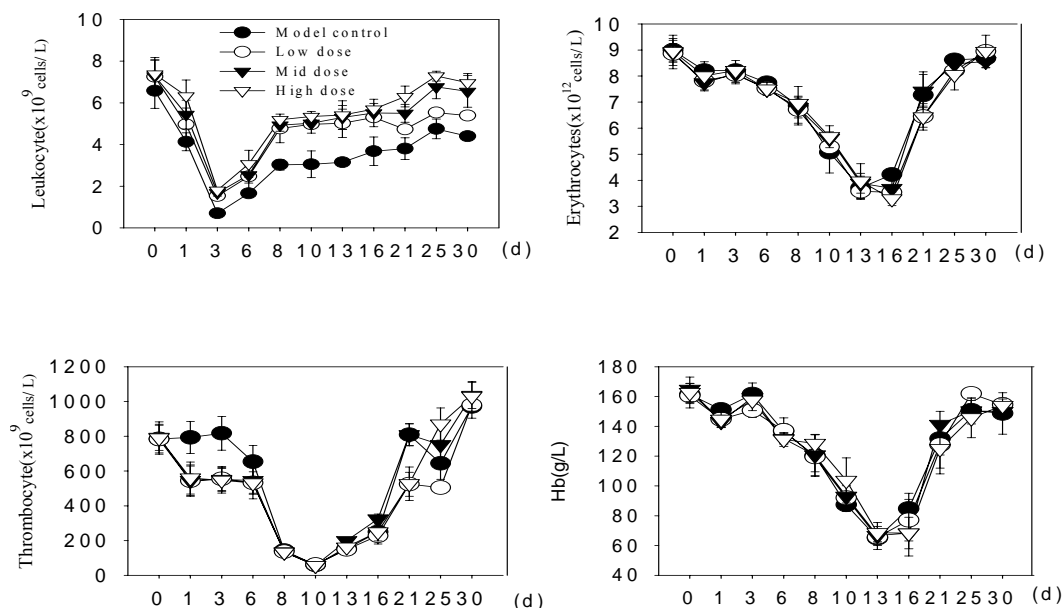 Leukocyte(x10⁹cells/L)
10
8
6
4
2
0
Model control
Low dose
Mid dose
High dose
0 1 3 6 8 10 13 16 21 25 30 (d)
Erythrocytes(x10¹²cells/L)
10
9
8
7
6
5
4
3
2
0 1 3 6 8 10 13 16 21 25 30 (d)
Thrombocyte(x10⁹cells/L)
1200
1000
800
600
400
200
0
0 1 3 6 8 10 13 16 21 25 30 (d)
Hb(g/L)
180
160
140
120
100
80
60
40
0 1 3 6 8 10 13 16 21 25 30 (d)